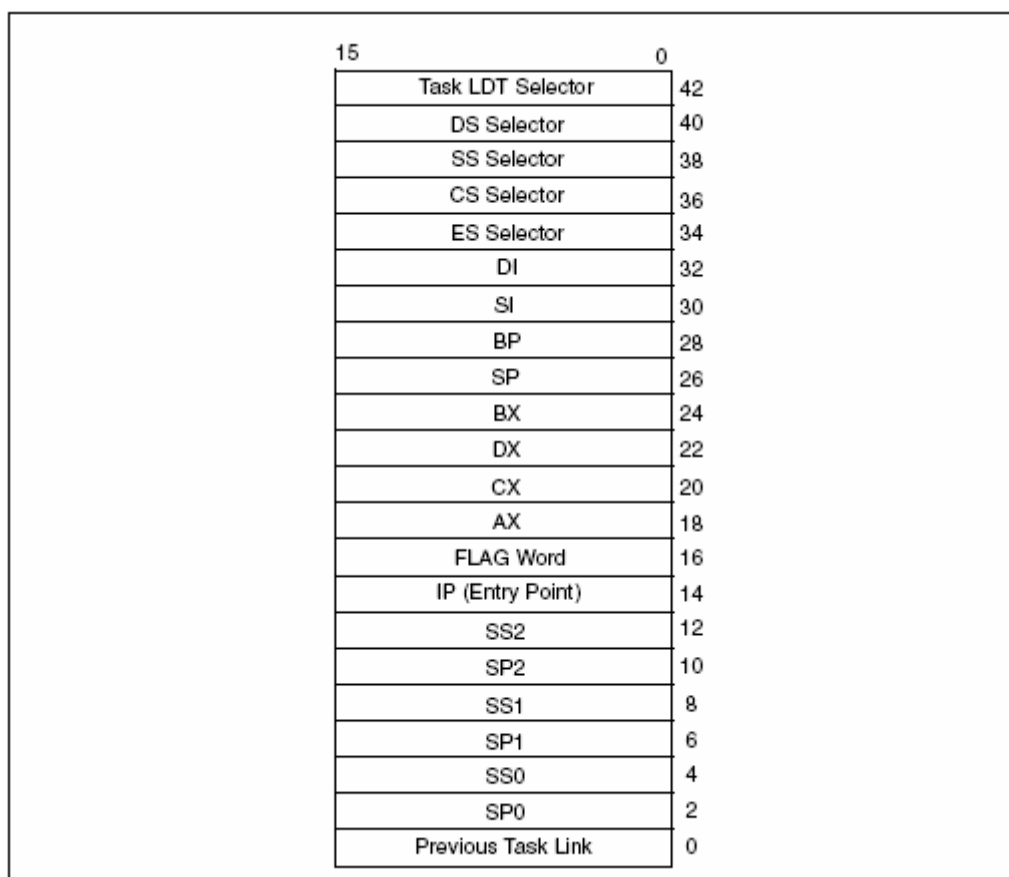 15 0
Task LDT Selector 42
DS Selector 40
SS Selector 38
CS Selector 36
ES Selector 34
DI 32
SI 30
BP 28
SP 26
BX 24
DX 22
CX 20
AX 18
FLAG Word 16
IP (Entry Point) 14
SS2 12
SP2 10
SS1 8
SP1 6
SS0 4
SP0 2
Previous Task Link 0